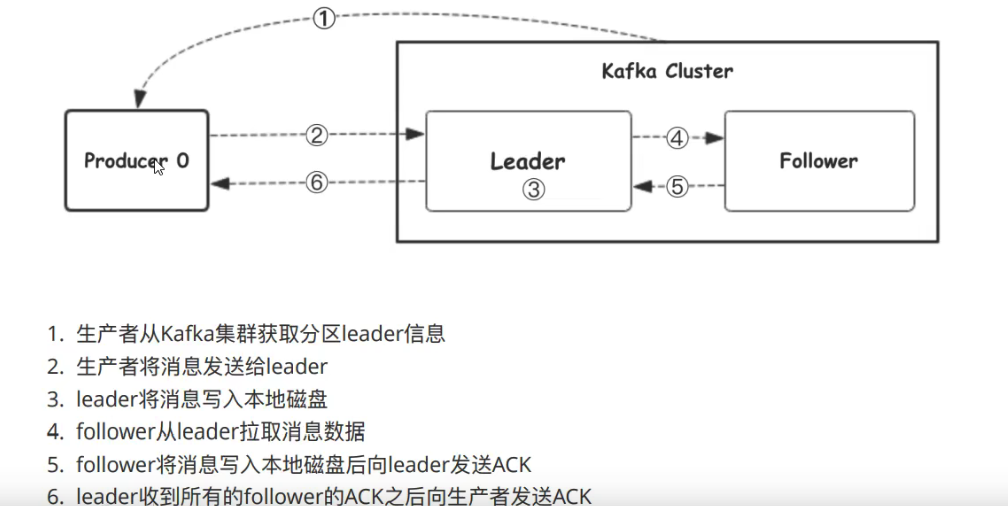 ①
Kafka Cluster
Producer 0
②
⑥
Leader
③
④
⑤
Follower
1. 生产者从Kafka集群获取分区leader信息
2. 生产者将消息发送给leader
3. leader将消息写入本地磁盘
4. follower从leader拉取消息数据
5. follower将消息写入本地磁盘后向leader发送ACK
6. leader收到所有的follower的ACK之后向生产者发送ACK